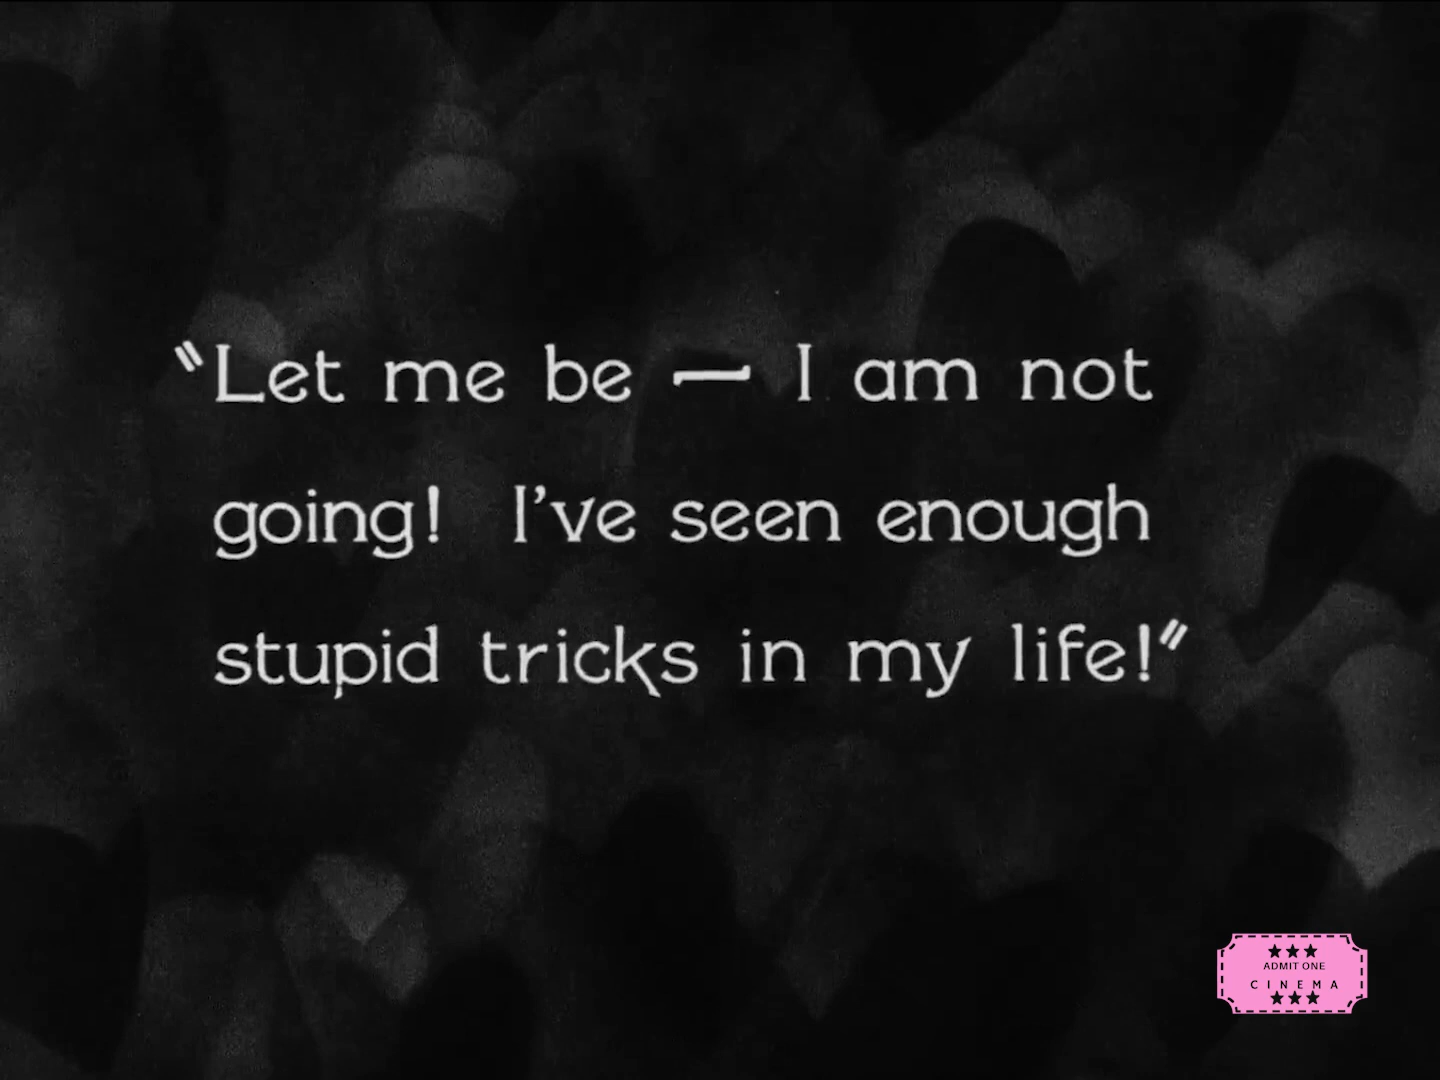 "Let me be — I am not
going! I've seen enough
stupid tricks in my life!"
ADMIT ONE
CINEMA